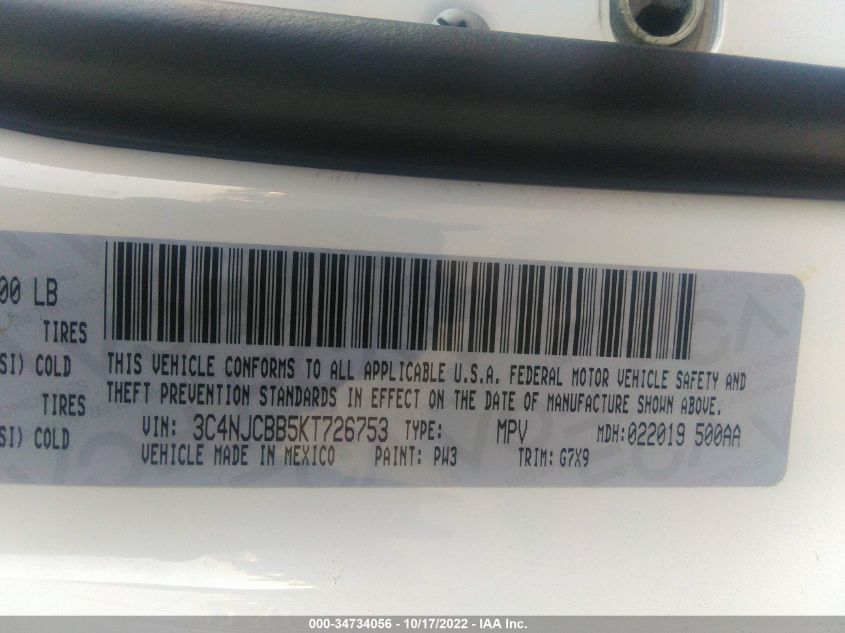 00 LB
TIRES
SI) COLD
TIRES
SI) COLD
THIS VEHICLE CONFORMS TO ALL APPLICABLE U.S.A. FEDERAL MOTOR VEHICLE SAFETY AND
THEFT PREVENTION STANDARDS IN EFFECT ON THE DATE OF MANUFACTURE SHOWN ABOVE.
VIN: 3C4NJCBB5KT726753 TYPE: MPV MDH:022019 500AA
VEHICLE MADE IN MEXICO PAINT: PW3 TRIM: G7X9
000-34734056 - 10/17/2022 - IAA Inc.